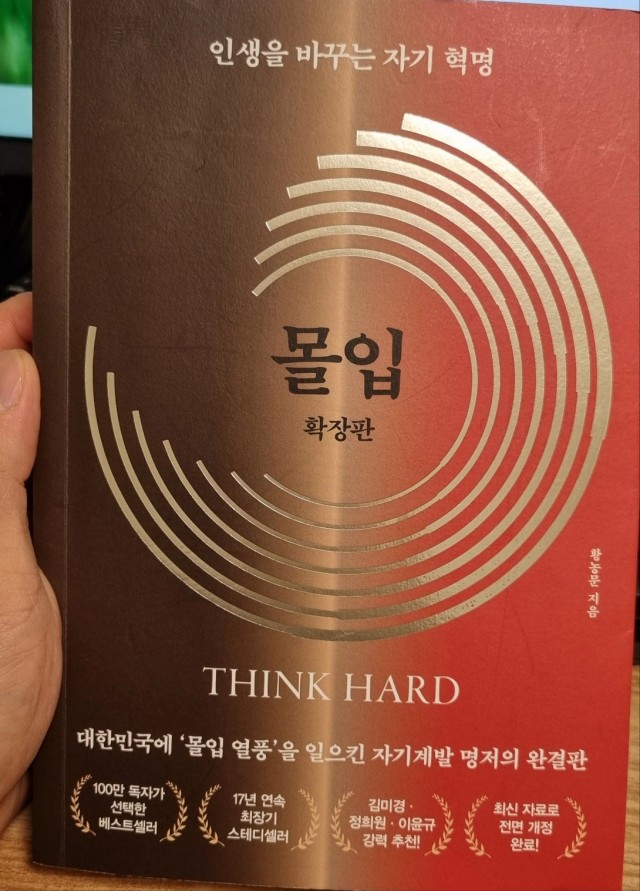 인생을 바꾸는 자기 혁명
몰입
확장판
황농문 지음
THINK HARD
대한민국에 '몰입 열풍'을 일으킨 자기계발 명저의 완결판
100만 독자가
선택한
베스트셀러
17년 연속
최장기
스테디셀러
김미경·
정희원·이윤규
강력 추천!
최신 자료로
전면 개정
완료!